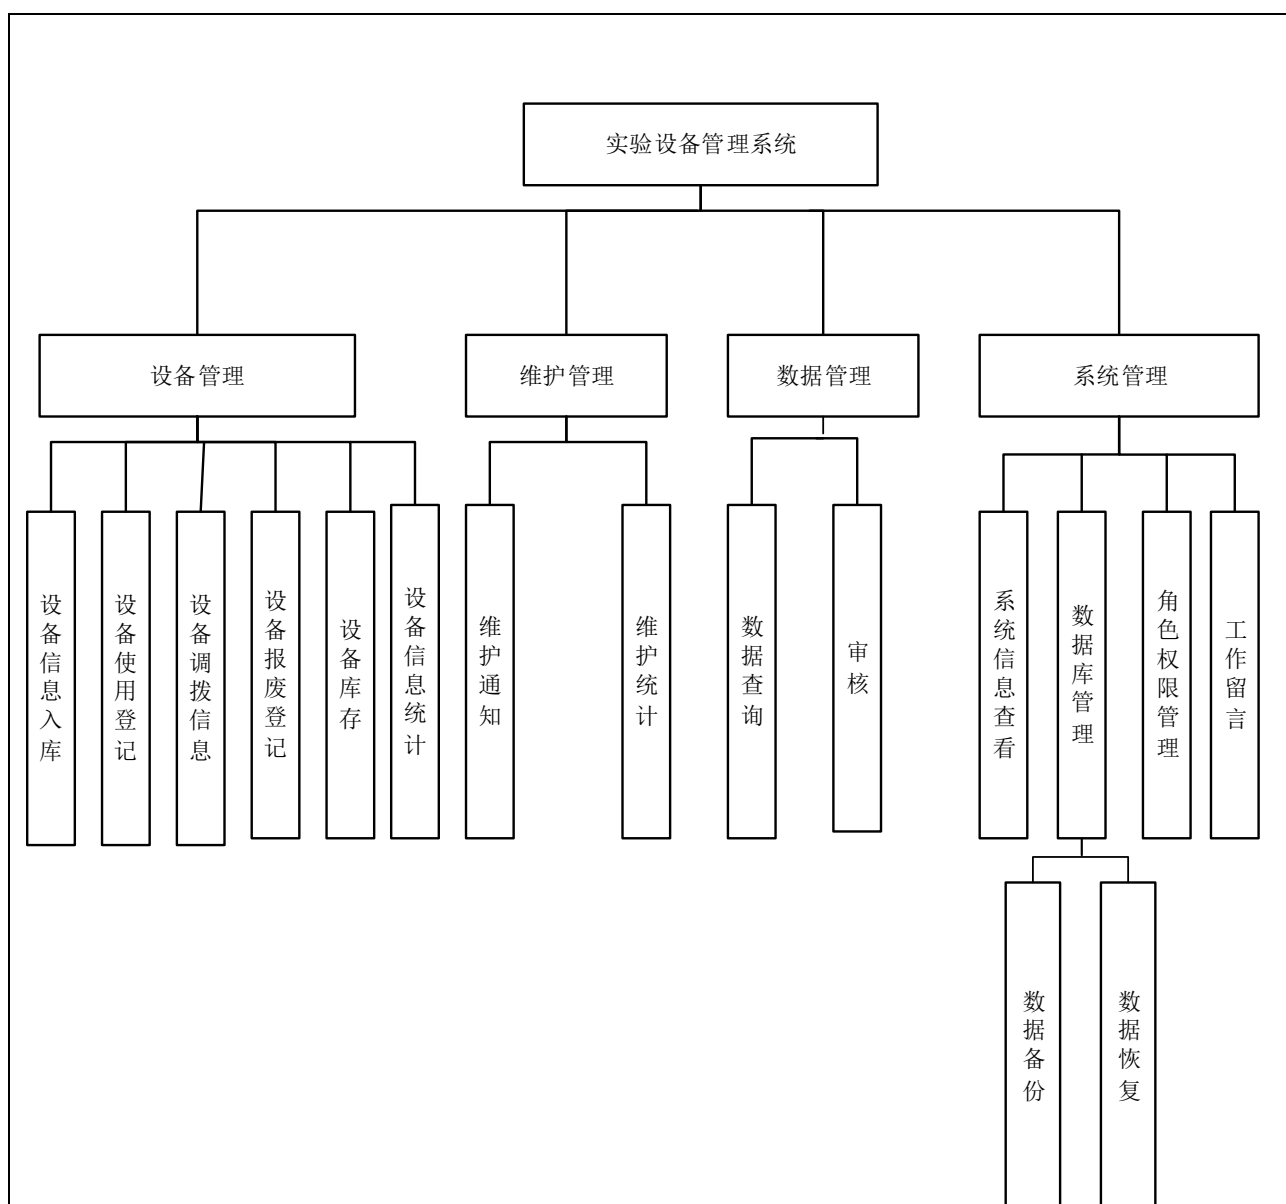 实验设备管理系统
设备管理
维护管理
数据管理
系统管理
设备信息入库
设备使用登记
设备调拨信息
设备报废登记
设备库存
设备信息统计
维护通知
维护统计
数据查询
审核
系统信息查看
数据库管理
角色权限管理
工作留言
数据备份
数据恢复